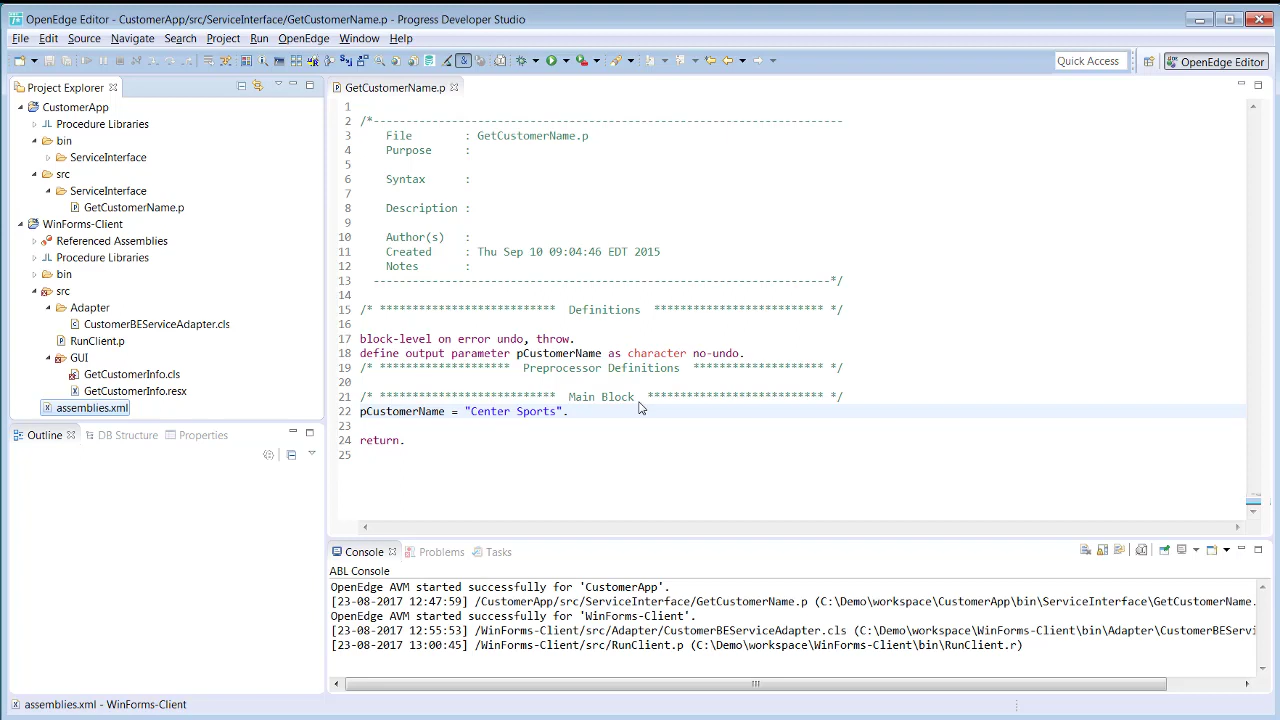 OpenEdge Editor - CustomerApp/src/ServiceInterface/GetCustomerName.p - Progress Developer Studio
File Edit Source Navigate Search Project Run OpenEdge Window Help
Quick Access
OpenEdge Editor
Project Explorer
CustomerApp
Procedure Libraries
bin
ServiceInterface
src
ServiceInterface
GetCustomerName.p
WinForms-Client
Referenced Assemblies
Procedure Libraries
bin
src
Adapter
CustomerBEServiceAdapter.cls
RunClient.p
GUI
GetCustomerInfo.cls
GetCustomerInfo.resx
assemblies.xml
Outline DB Structure Properties
GetCustomerName.p
1
2 /*------------------------------------------------------------------------
3 File : GetCustomerName.p
4 Purpose :
5
6 Syntax :
7
8 Description :
9
10 Author(s) :
11 Created : Thu Sep 10 09:04:46 EDT 2015
12 Notes :
13 ----------------------------------------------------------------------*/
14
15 /* *************************** Definitions ************************** */
16
17 block-level on error undo, throw.
18 define output parameter pCustomerName as character no-undo.
19 /* ******************** Preprocessor Definitions ******************** */
20
21 /* *************************** Main Block *************************** */
22 pCustomerName = "Center Sports".
23
24 return.
25
Console Problems Tasks
ABL Console
OpenEdge AVM started successfully for 'CustomerApp'.
[23-08-2017 12:47:59] /CustomerApp/src/ServiceInterface/GetCustomerName.p (C:\Demo\workspace\CustomerApp\bin\ServiceInterface\GetCustomerName.
OpenEdge AVM started successfully for 'WinForms-Client'.
[23-08-2017 12:55:53] /WinForms-Client/src/Adapter/CustomerBEServiceAdapter.cls (C:\Demo\workspace\WinForms-Client\bin\Adapter\CustomerBEServi
[23-08-2017 13:00:45] /WinForms-Client/src/RunClient.p (C:\Demo\workspace\WinForms-Client\bin\RunClient.r)
assemblies.xml - WinForms-Client